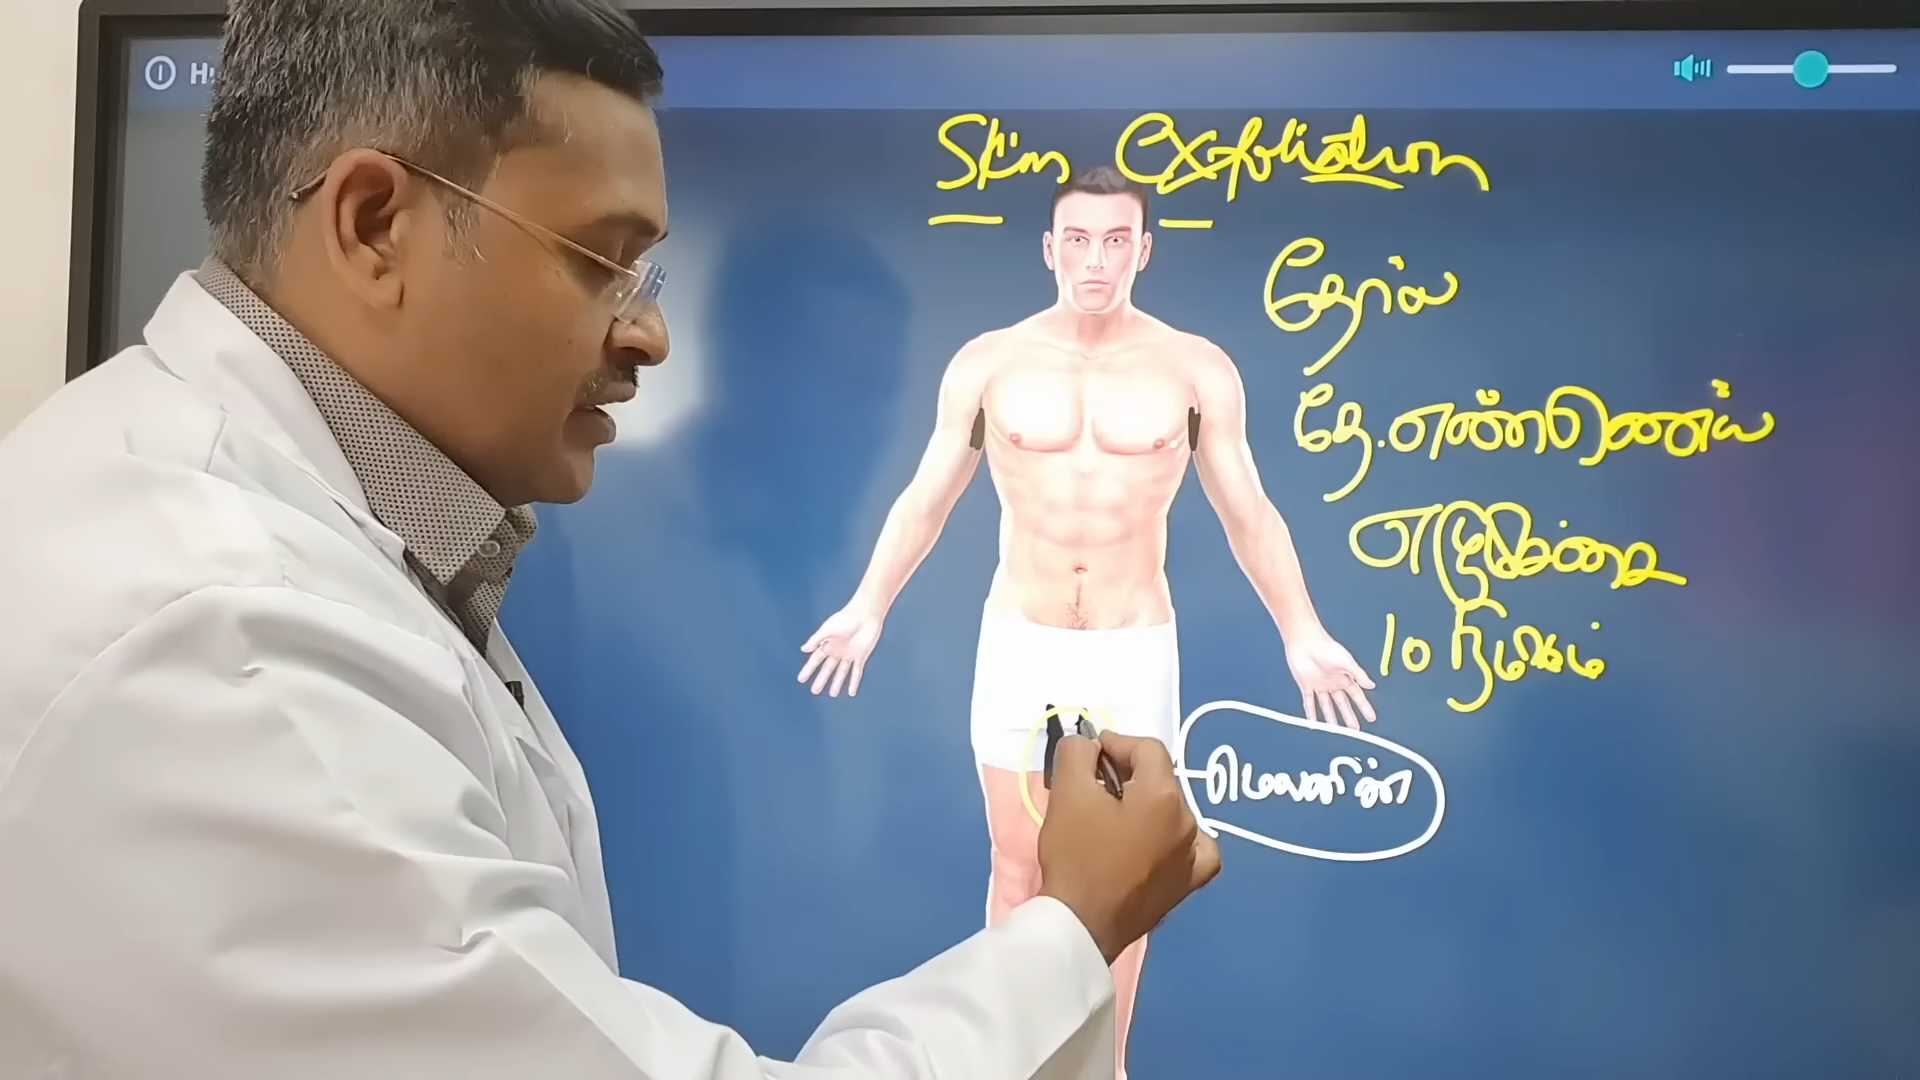 Skin Exfoliation
தோல்
தே.எண்ணெய்
எலுமிச்சை
10 நிமிடம்
மெலனின்